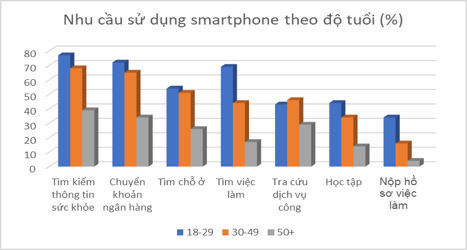 Nhu cầu sử dụng smartphone theo độ tuổi (%)
80
70
60
50
40
30
20
10
0
Tìm kiếm
thông tin
sức khỏe
Chuyển
khoản
ngân hàng
Tìm chỗ ở
Tìm việc
làm
Tra cứu
dịch vụ
công
Học tập
Nộp hồ
sơ việc
làm
18-29
30-49
50+